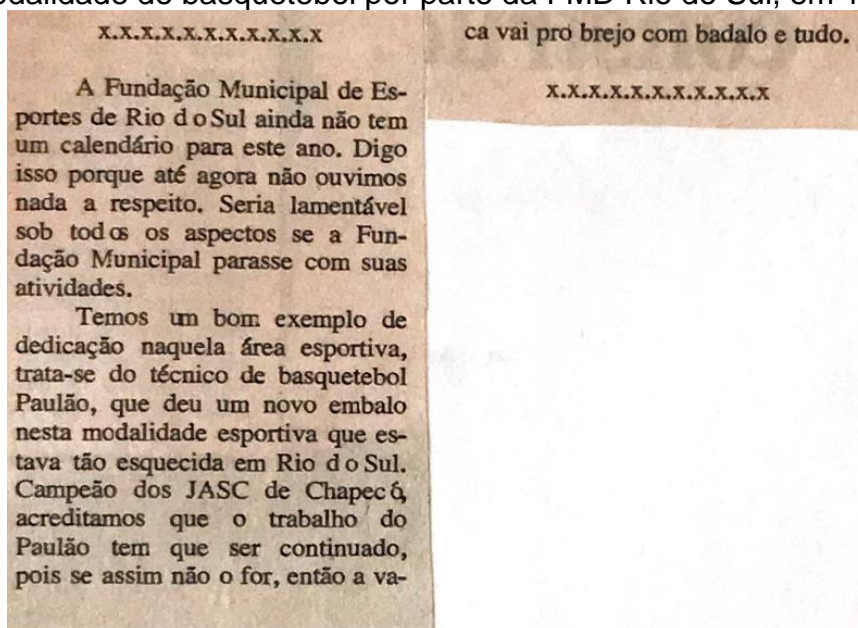 modalidade de basquetebol por parte da FMD Rio do Sul, em 1
x.x.x.x.x.x.x.x.x.x.x
A Fundação Municipal de Es-
portes de Rio do Sul ainda não tem
um calendário para este ano. Digo
isso porque até agora não ouvimos
nada a respeito. Seria lamentável
sob todos os aspectos se a Fun-
dação Municipal parasse com suas
atividades.
Temos um bom exemplo de
dedicação naquela área esportiva,
trata-se do técnico de basquetebol
Paulão, que deu um novo embalo
nesta modalidade esportiva que es-
tava tão esquecida em Rio do Sul.
Campeão dos JASC de Chapecó,
acreditamos que o trabalho do
Paulão tem que ser continuado,
pois se assim não o for, então a va-
ca vai pro brejo com badalo e tudo.
x.x.x.x.x.x.x.x.x.x.x